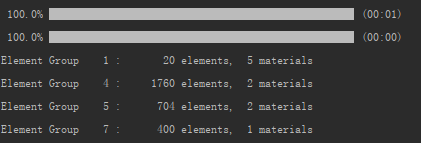 100.0% (00:01)
100.0% (00:00)
Element Group 1 : 20 elements, 5 materials
Element Group 4 : 1760 elements, 2 materials
Element Group 5 : 704 elements, 2 materials
Element Group 7 : 400 elements, 1 materials